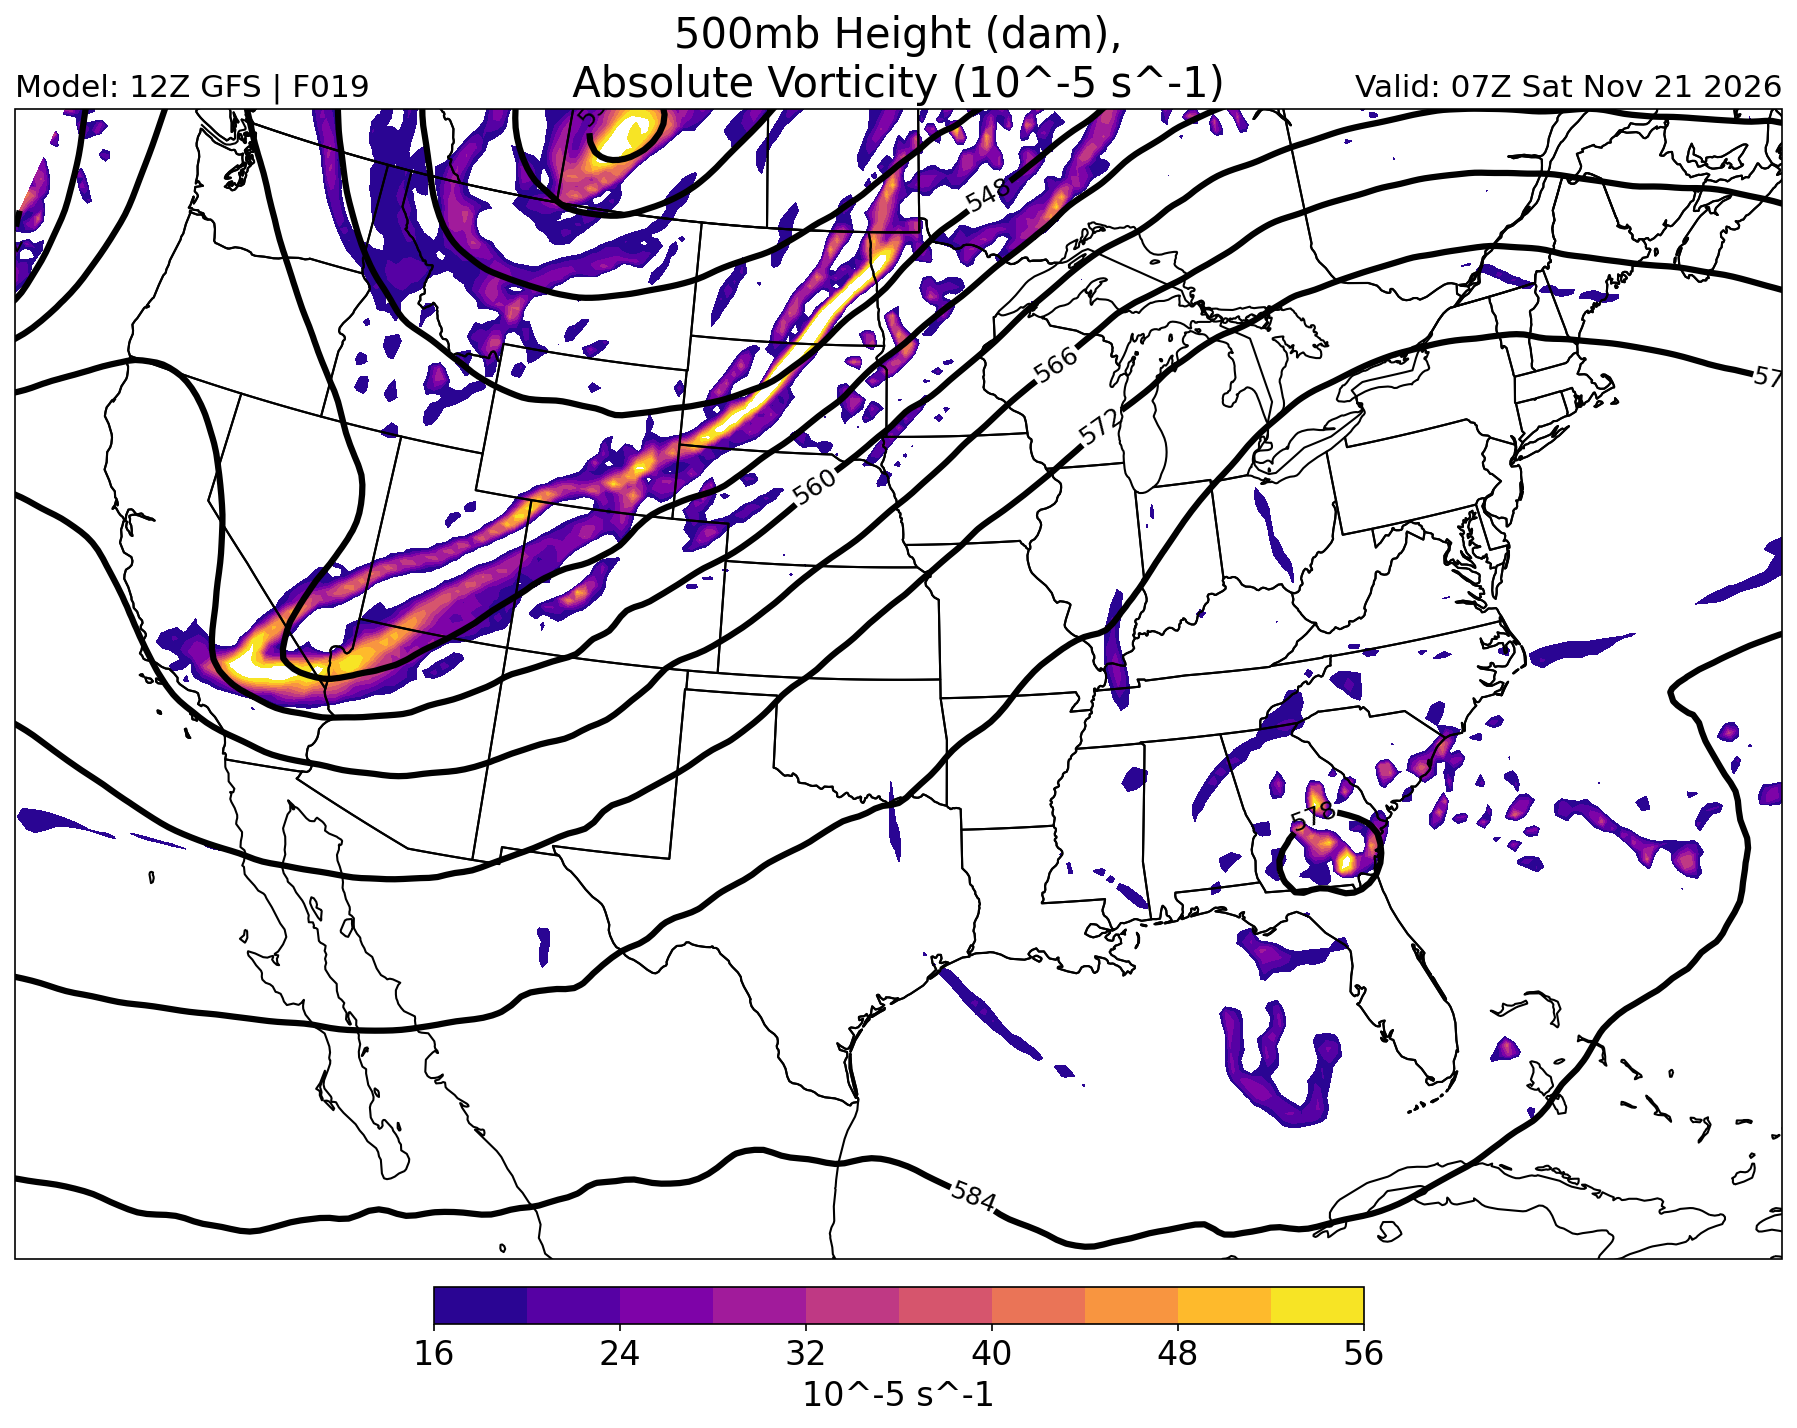 500mb Height (dam),
Model: 12Z GFS | F019
Absolute Vorticity (10^-5 s^-1)
Valid: 07Z Sat Nov 21 2026
548
566
57
572
560
578
584
16 24 32 40 48 56
10^-5 s^-1